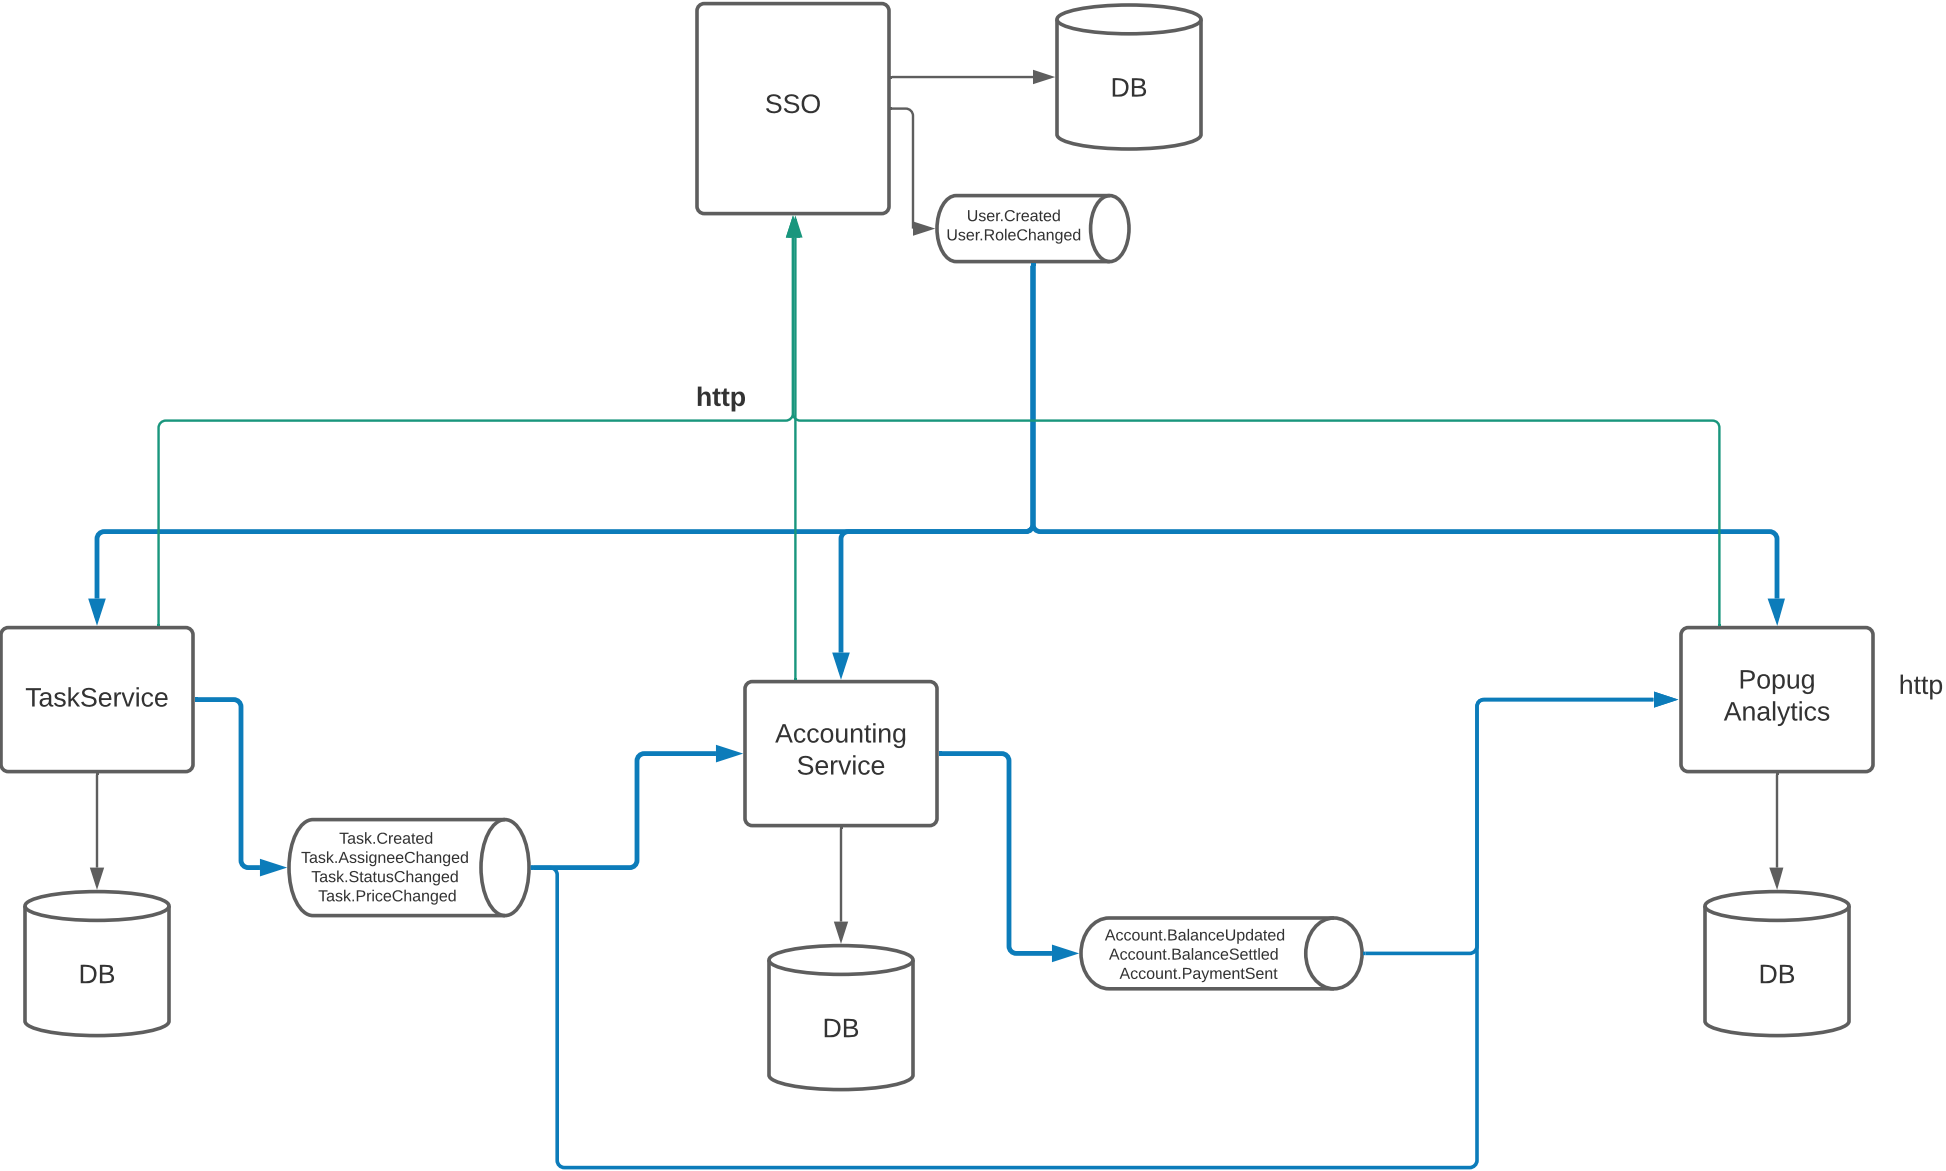 SSO
DB
User.Created
User.RoleChanged
http
TaskService
Accounting
Service
Popug
Analytics
http
Task.Created
Task.AssigneeChanged
Task.StatusChanged
Task.PriceChanged
Account.BalanceUpdated
Account.BalanceSettled
Account.PaymentSent
DB
DB
DB